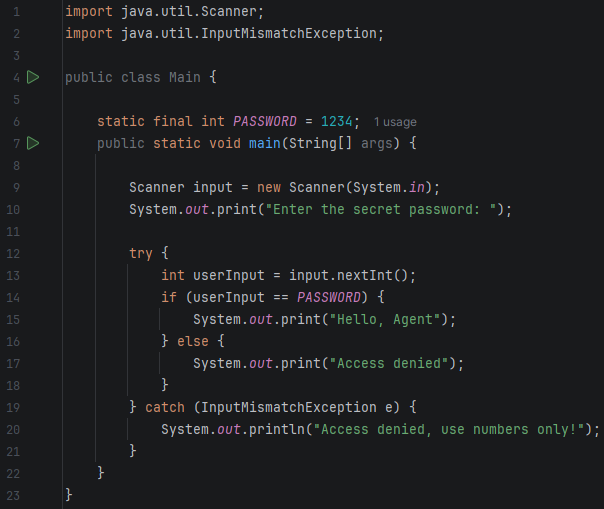 1 import java.util.Scanner;
2 import java.util.InputMismatchException;
3
4 public class Main {
5
6 static final int PASSWORD = 1234; 1 usage
7 public static void main(String[] args) {
8
9 Scanner input = new Scanner(System.in);
10 System.out.print("Enter the secret password: ");
11
12 try {
13 int userInput = input.nextInt();
14 if (userInput == PASSWORD) {
15 System.out.print("Hello, Agent");
16 } else {
17 System.out.print("Access denied");
18 }
19 } catch (InputMismatchException e) {
20 System.out.println("Access denied, use numbers only!");
21 }
22 }
23 }